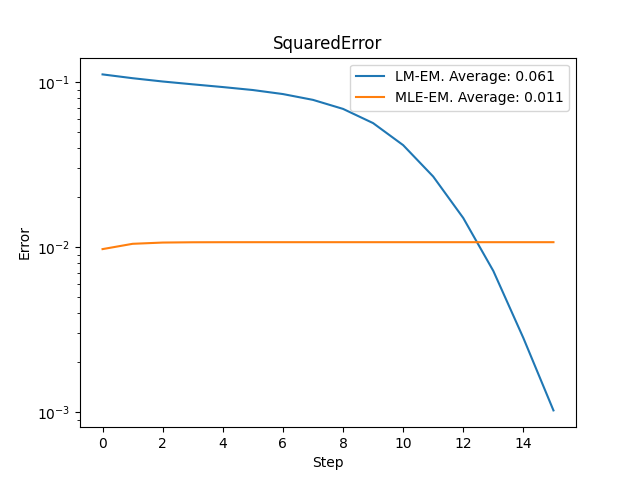 SquaredError
LM-EM. Average: 0.061
MLE-EM. Average: 0.011
Error
10⁻¹
10⁻²
10⁻³
0 2 4 6 8 10 12 14
Step